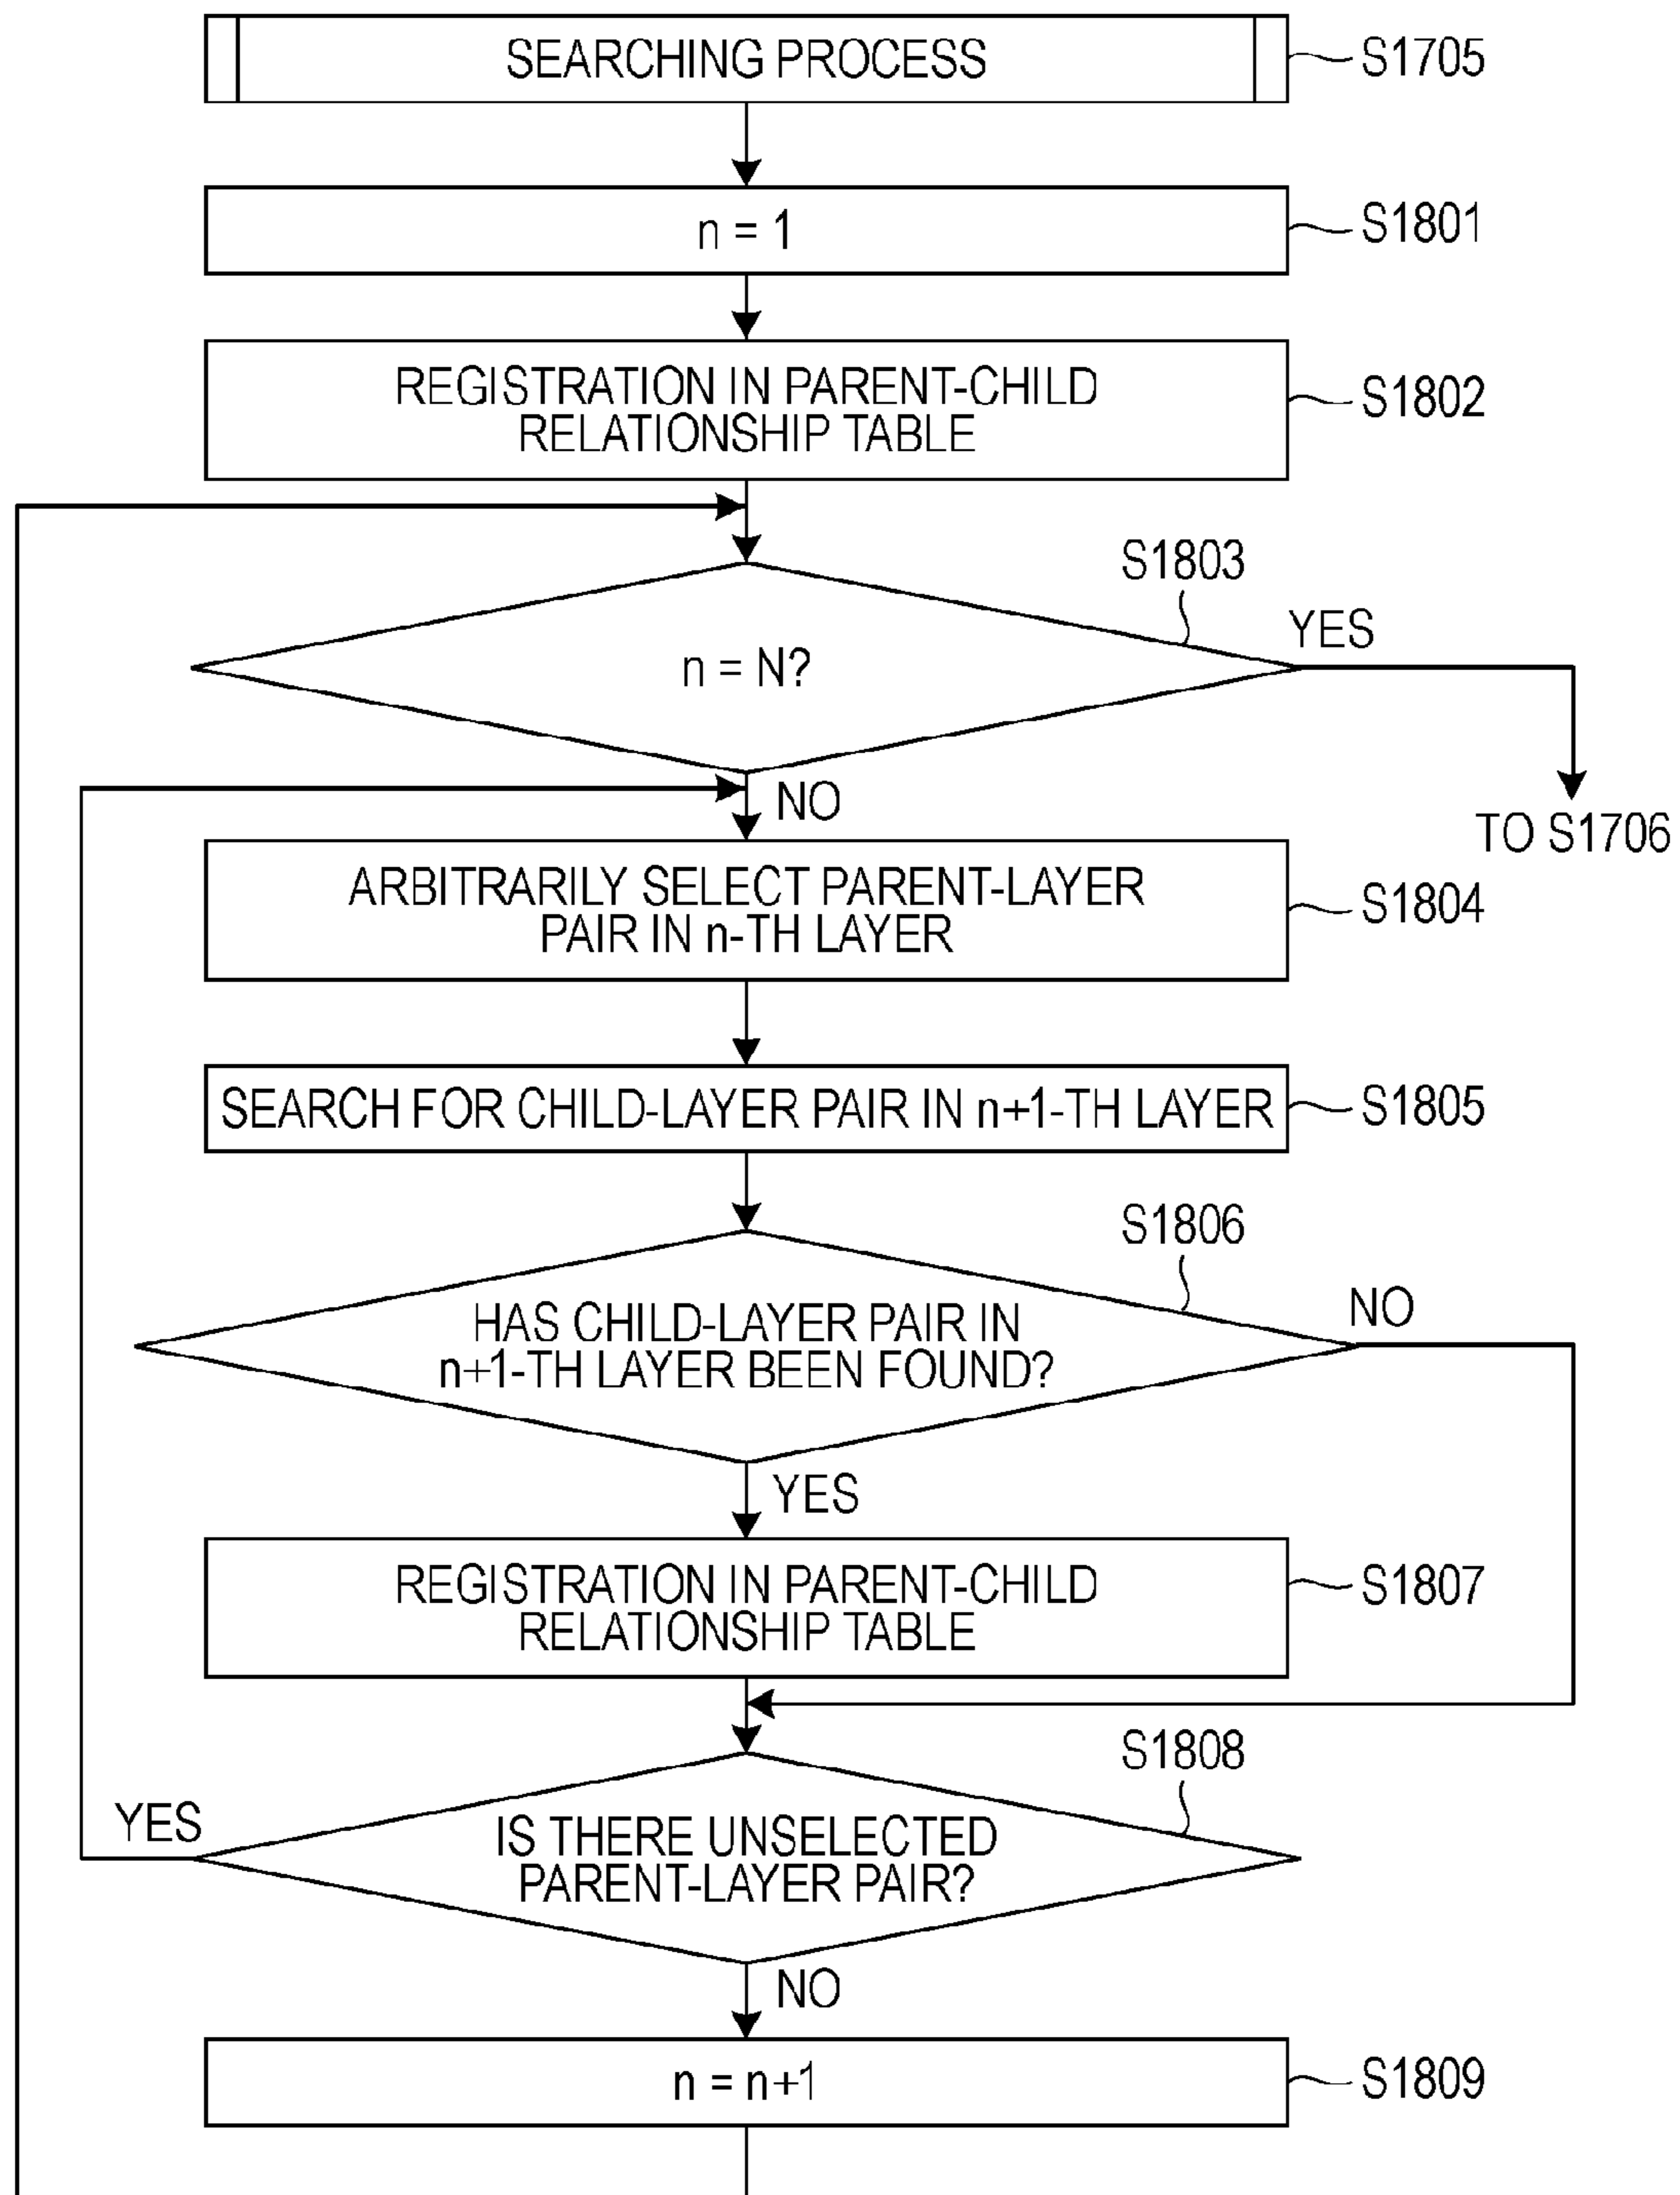 SEARCHING PROCESS
S1705
n = 1
S1801
REGISTRATION IN PARENT-CHILD
RELATIONSHIP TABLE
S1802
S1803
n = N?
YES
TO S1706
NO
ARBITRARILY SELECT PARENT-LAYER
PAIR IN n-TH LAYER
S1804
SEARCH FOR CHILD-LAYER PAIR IN n+1-TH LAYER
S1805
S1806
HAS CHILD-LAYER PAIR IN
n+1-TH LAYER BEEN FOUND?
NO
YES
REGISTRATION IN PARENT-CHILD
RELATIONSHIP TABLE
S1807
S1808
YES
IS THERE UNSELECTED
PARENT-LAYER PAIR?
NO
n = n+1
S1809